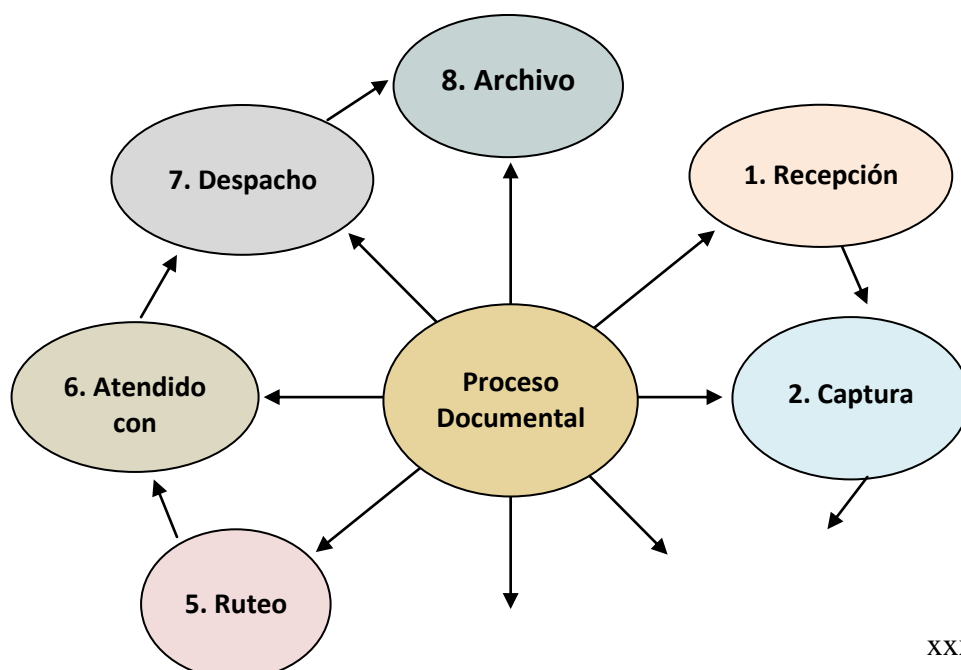 8. Archivo
7. Despacho
1. Recepción
Proceso
Documental
6. Atendido
con
2. Captura
5. Ruteo